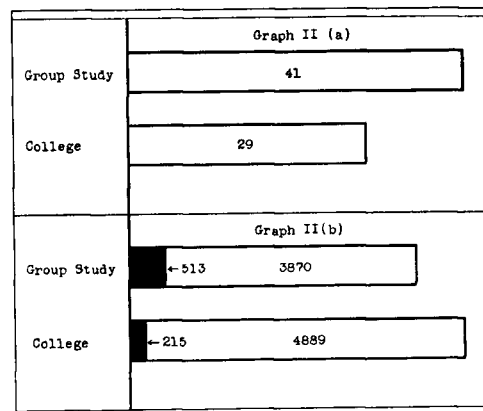 Graph II (a)
Group Study 41
College 29
Graph II(b)
Group Study ←513 3870
College ←215 4889